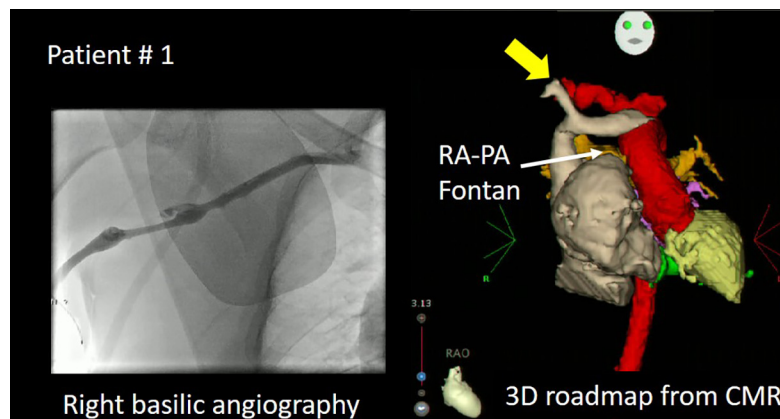 Patient # 1
RA-PA
Fontan
R
3.13
RAO
Right basilic angiography
3D roadmap from CMR